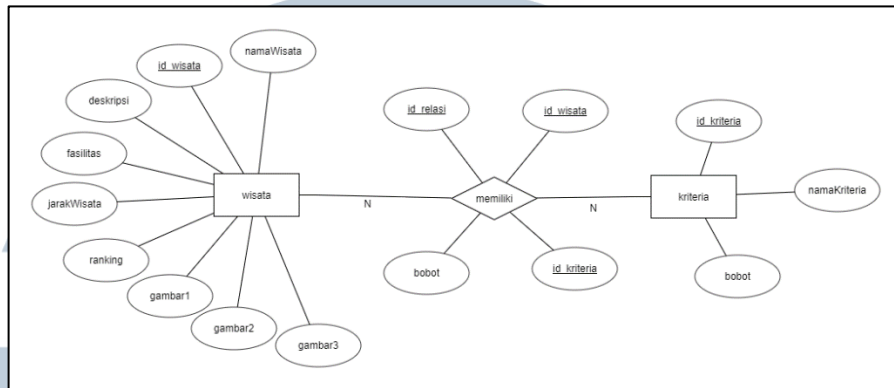 namaWisata
id_wisata
deskripsi
fasilitas
jarakWisata
ranking
gambar1
gambar2
gambar3
wisata
N
id_relasi
id_wisata
memiliki
bobot
id_kriteria
N
id_kriteria
kriteria
namaKriteria
bobot